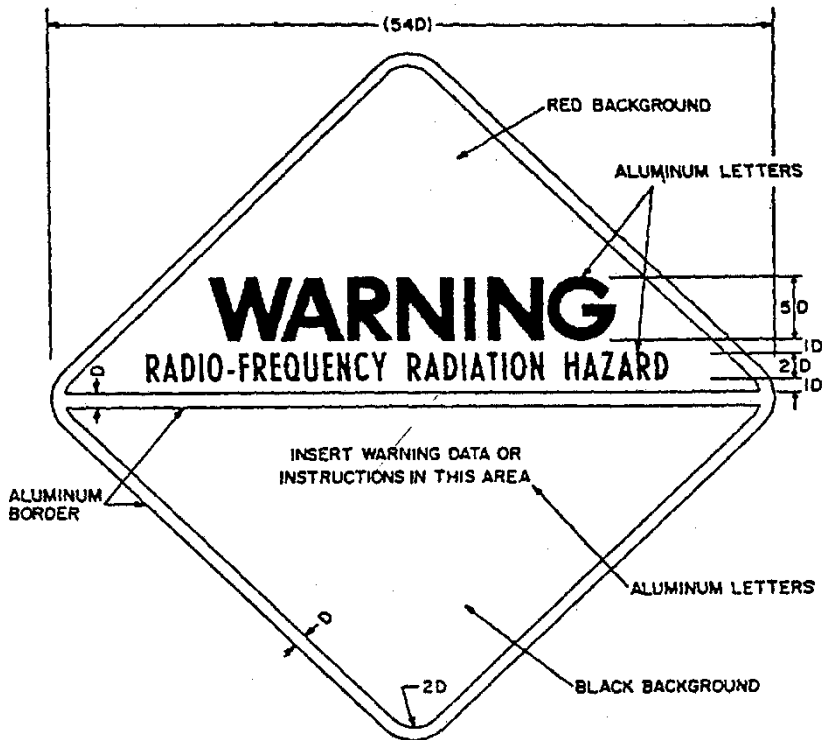 (54D)
RED BACKGROUND
ALUMINUM LETTERS
WARNING
5D
1D
RADIO-FREQUENCY RADIATION HAZARD
2D
D
1D
INSERT WARNING DATA OR
INSTRUCTIONS IN THIS AREA
ALUMINUM
BORDER
ALUMINUM LETTERS
D
2D
BLACK BACKGROUND